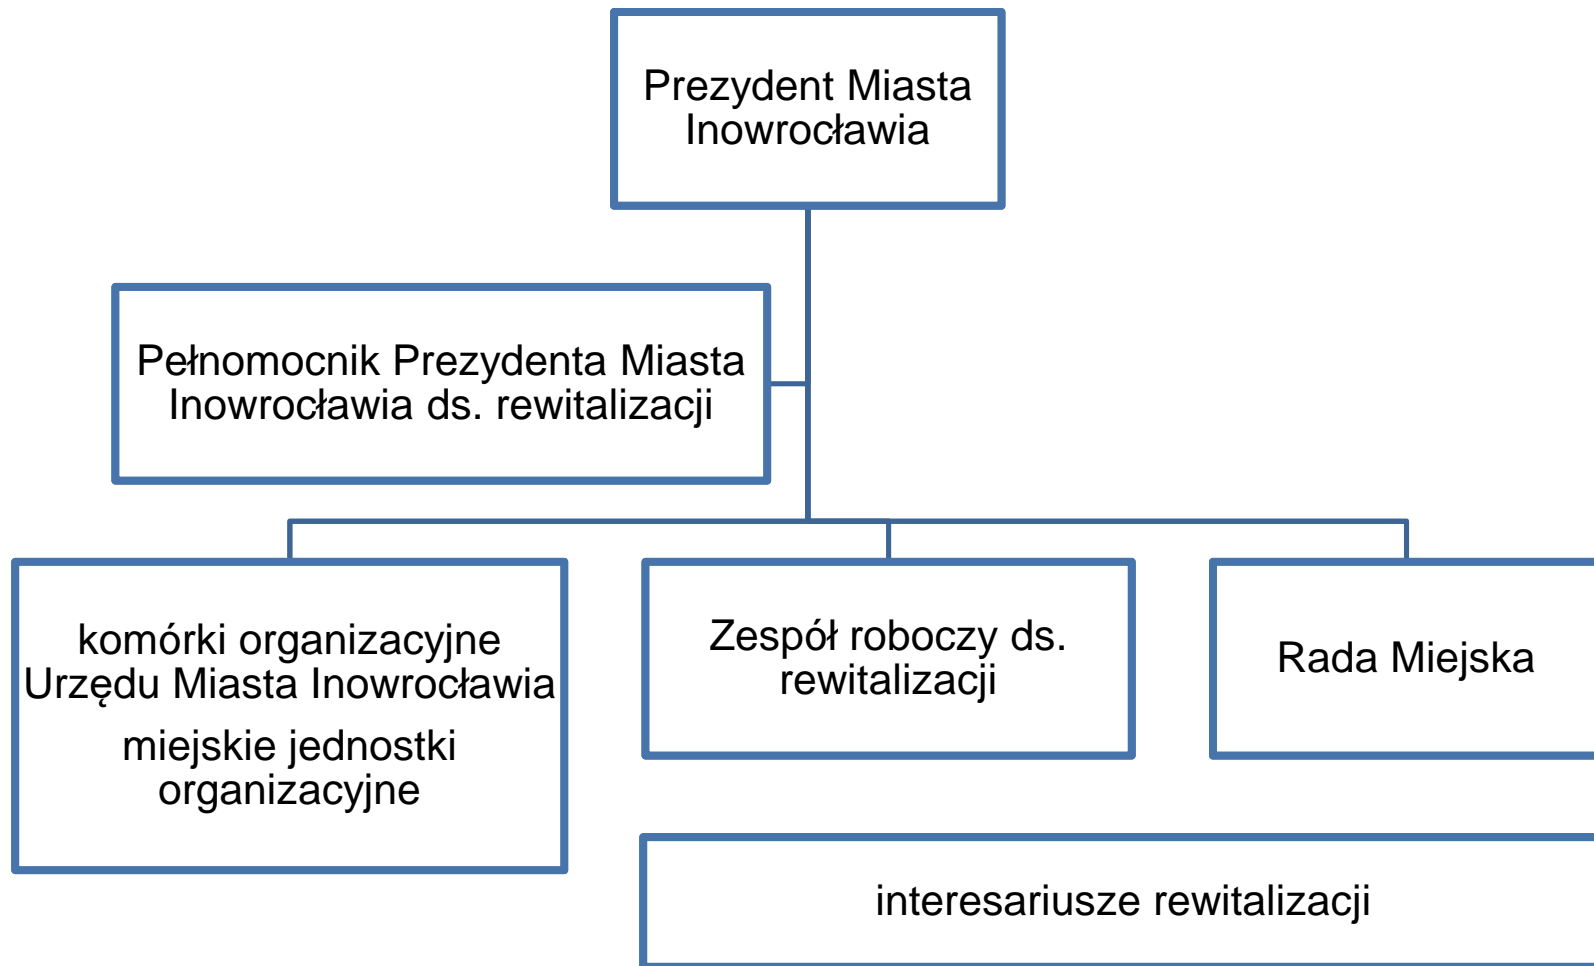 Prezydent Miasta
Inowrocławia
Pełnomocnik Prezydenta Miasta
Inowrocławia ds. rewitalizacji
komórki organizacyjne
Urzędu Miasta Inowrocławia
miejskie jednostki
organizacyjne
Zespół roboczy ds.
rewitalizacji
Rada Miejska
interesariusze rewitalizacji